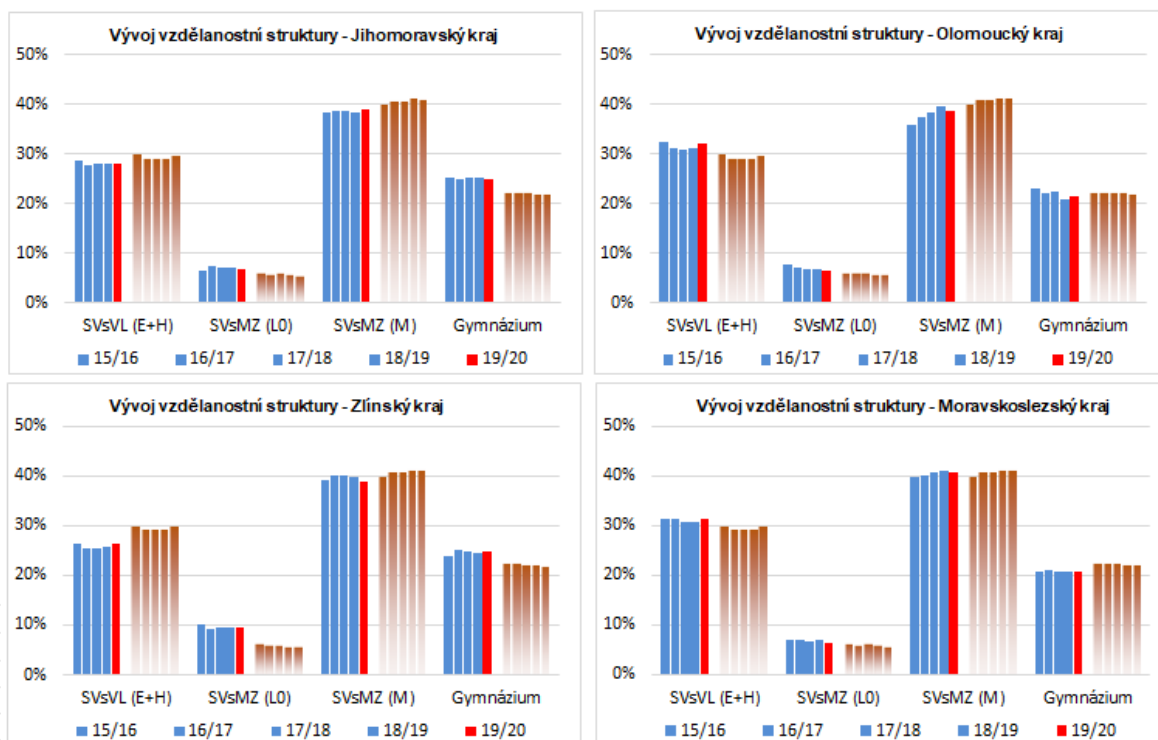 Vývoj vzdělanostní struktury - Jihomoravský kraj
50%
40%
30%
20%
10%
0%
SVsVL (E+H) SVsMZ (L0) SVsMZ (M) Gymnázium
15/16 16/17 17/18 18/19 19/20
Vývoj vzdělanostní struktury - Olomoucký kraj
50%
40%
30%
20%
10%
0%
SVsVL (E+H) SVsMZ (L0) SVsMZ (M) Gymnázium
15/16 16/17 17/18 18/19 19/20
Vývoj vzdělanostní struktury - Zlínský kraj
50%
40%
30%
20%
10%
0%
SVsVL (E+H) SVsMZ (L0) SVsMZ (M) Gymnázium
15/16 16/17 17/18 18/19 19/20
Vývoj vzdělanostní struktury - Moravskoslezský kraj
50%
40%
30%
20%
10%
0%
SVsVL (E+H) SVsMZ (L0) SVsMZ (M) Gymnázium
15/16 16/17 17/18 18/19 19/20